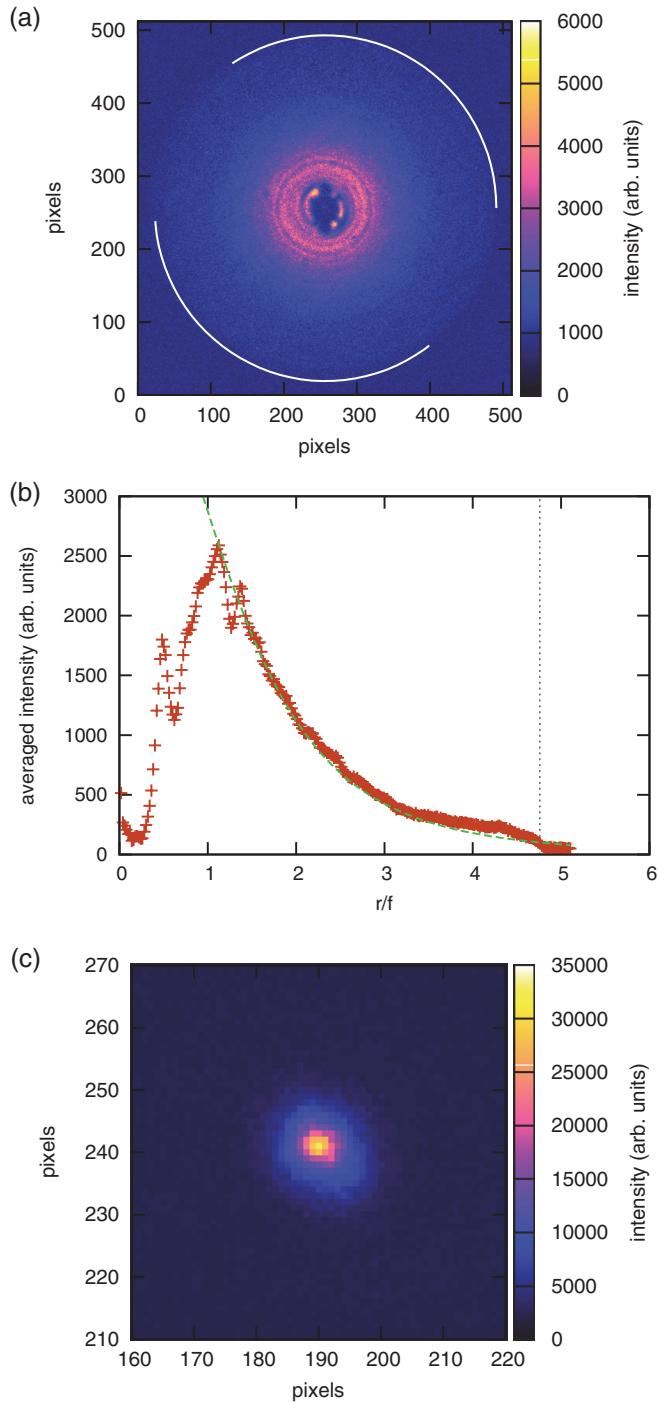 (a)
500
400
300
200
100
0
pixels
0 100 200 300 400 500
pixels
6000
5000
4000
3000
2000
1000
0
intensity (arb. units)
(b)
3000
2500
2000
1500
1000
500
0
averaged intensity (arb. units)
0 1 2 3 4 5 6
r/f
(c)
270
260
250
240
230
220
210
pixels
160 170 180 190 200 210 220
pixels
35000
30000
25000
20000
15000
10000
5000
0
intensity (arb. units)